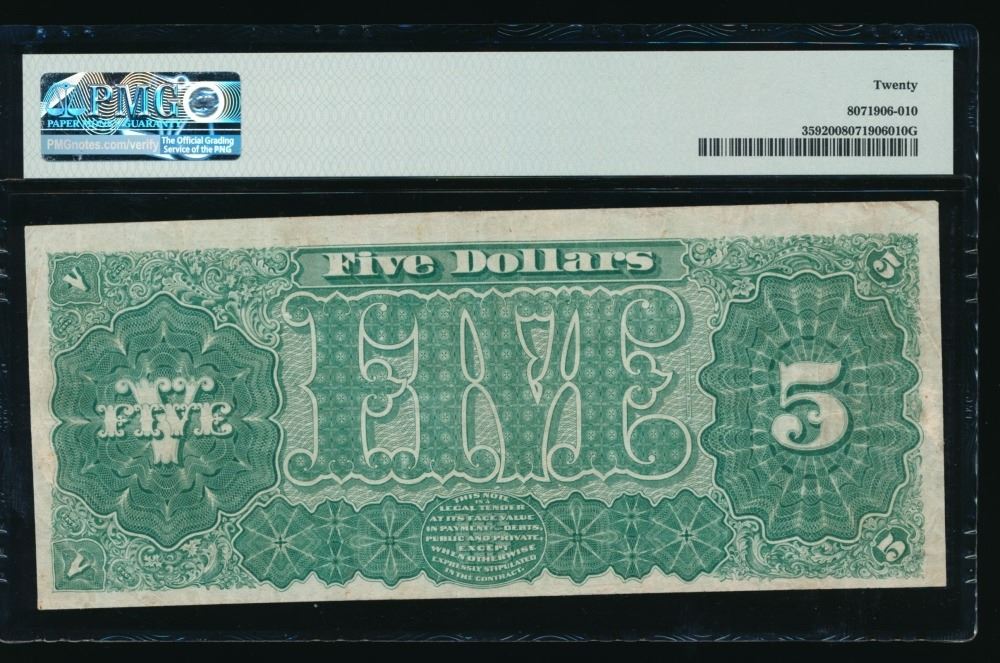 PMG
PAPER MONEY GUARANTY
PMGnotes.com/verify
The Official Grading
Service of the PNG
Twenty
8071906-010
3592008071906010G
V
Five Dollars
5
V
FIVE
FIVE
5
THIS NOTE
IS A
LEGAL TENDER
AT ITS FACE VALUE
IN PAYMENT OF DEBTS,
PUBLIC AND PRIVATE,
EXCEPT
WHEN OTHERWISE
EXPRESSLY STIPULATED
IN THE CONTRACT.
V
5